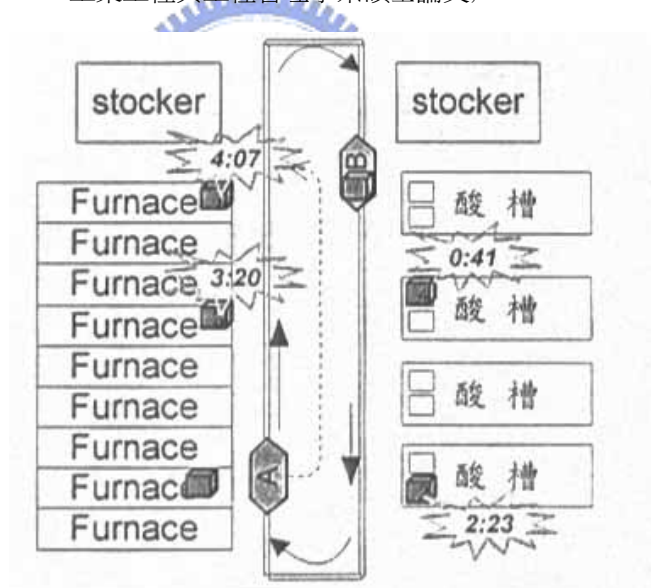 stocker
stocker
4:07
B
Furnace
Furnace
Furnace
3:20
Furnace
Furnace
Furnace
Furnace
Furnac
Furnace
A
酸 槽
0:41
酸 槽
酸 槽
酸 槽
2:23